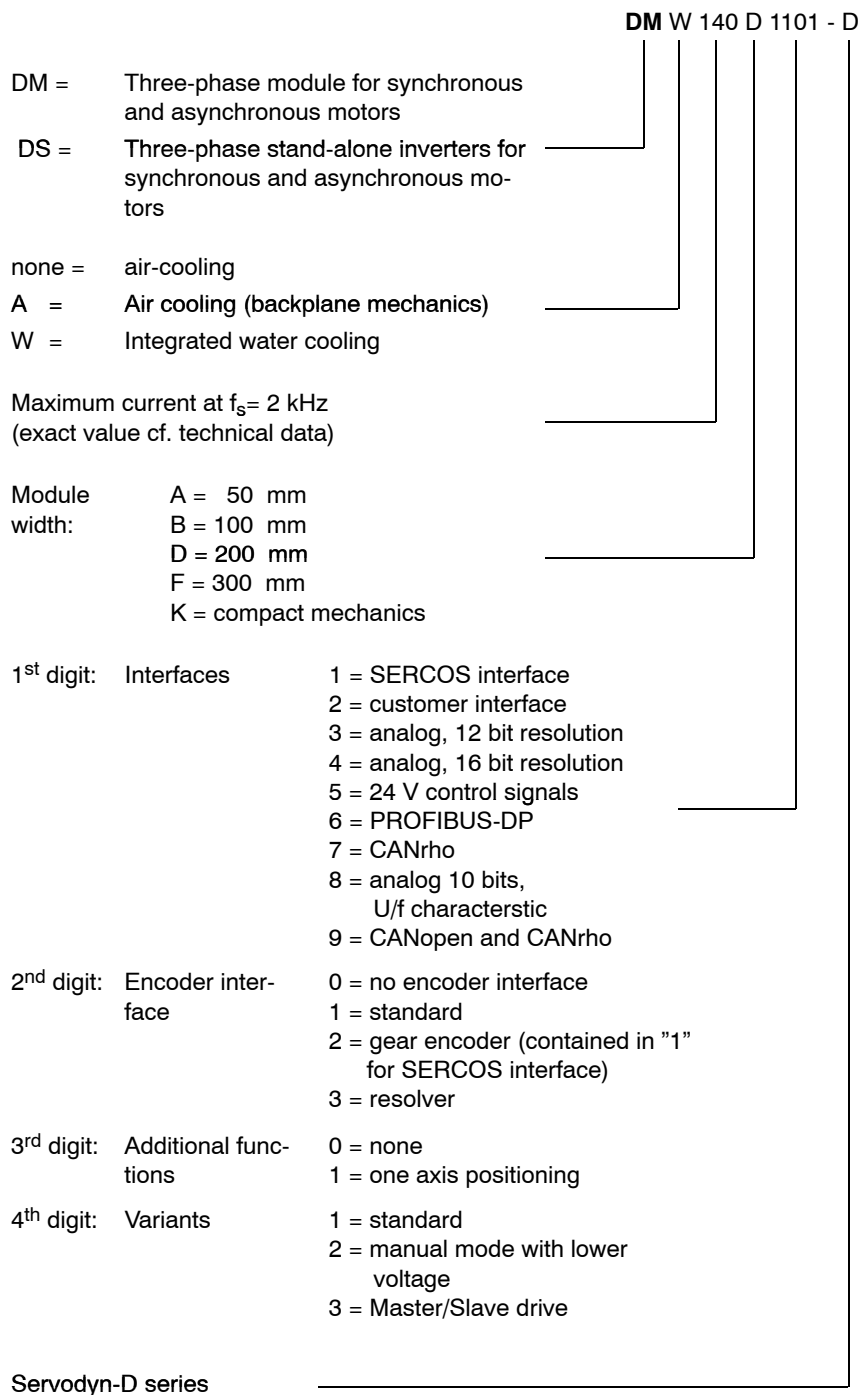 DM W 140 D 1101 - D
DM = Three-phase module for synchronous
and asynchronous motors
DS = Three-phase stand-alone inverters for
synchronous and asynchronous mo-
tors
none = air-cooling
A = Air cooling (backplane mechanics)
W = Integrated water cooling
Maximum current at fs= 2 kHz
(exact value cf. technical data)
Module A = 50 mm
width: B = 100 mm
D = 200 mm
F = 300 mm
K = compact mechanics
1st digit: Interfaces 1 = SERCOS interface
2 = customer interface
3 = analog, 12 bit resolution
4 = analog, 16 bit resolution
5 = 24 V control signals
6 = PROFIBUS-DP
7 = CANrho
8 = analog 10 bits,
U/f characterstic
9 = CANopen and CANrho
2nd digit: Encoder inter- 0 = no encoder interface
face 1 = standard
2 = gear encoder (contained in ”1”
for SERCOS interface)
3 = resolver
3rd digit: Additional func- 0 = none
tions 1 = one axis positioning
4th digit: Variants 1 = standard
2 = manual mode with lower
voltage
3 = Master/Slave drive
Servodyn-D series